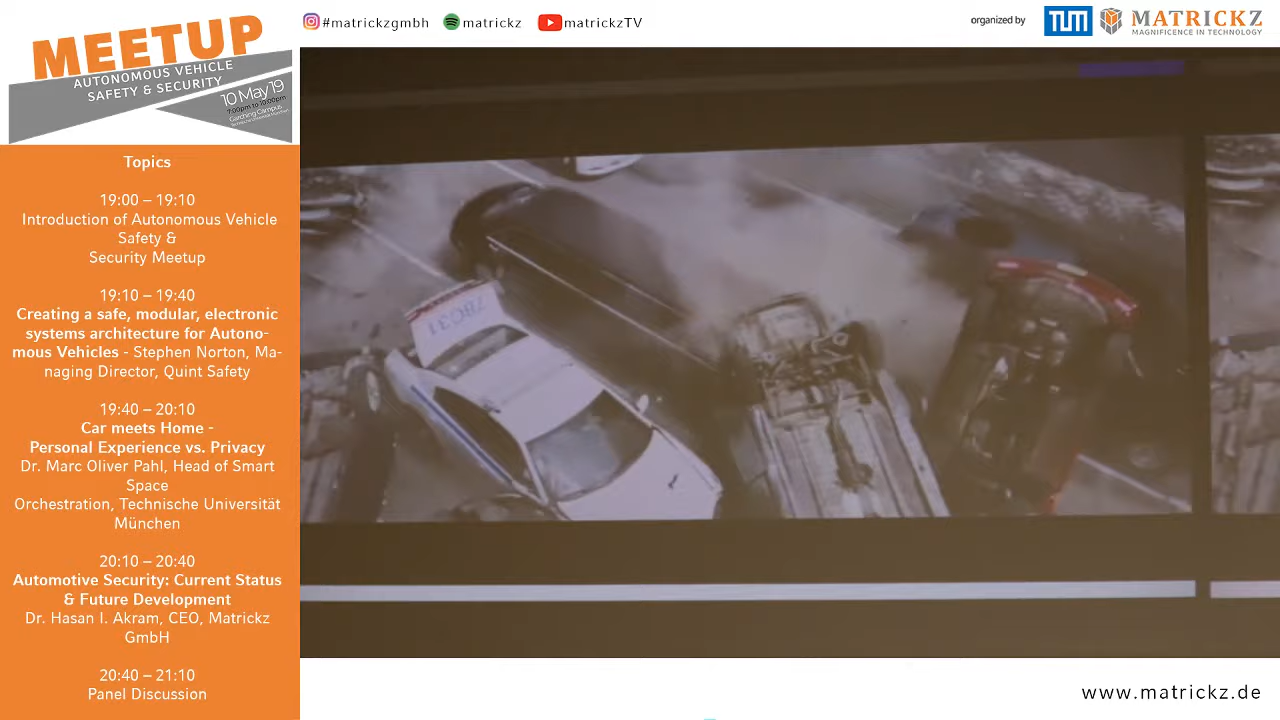 MEETUP
AUTONOMOUS VEHICLE
SAFETY & SECURITY
10 May 19
7:00pm to 10:00pm
Garching Campus
#matrickzgmbh
matrickz
matrickzTV
organized by
TUM
MATRICKZ
MAGNIFICENCE IN TECHNOLOGY
Topics
19:00 – 19:10
Introduction of Autonomous Vehicle
Safety &
Security Meetup
19:10 – 19:40
Creating a safe, modular, electronic
systems architecture for Autono-
mous Vehicles - Stephen Norton, Ma-
naging Director, Quint Safety
19:40 – 20:10
Car meets Home -
Personal Experience vs. Privacy
Dr. Marc Oliver Pahl, Head of Smart
Space
Orchestration, Technische Universität
München
20:10 – 20:40
Automotive Security: Current Status
& Future Development
Dr. Hasan I. Akram, CEO, Matrickz
GmbH
20:40 – 21:10
Panel Discussion
www.matrickz.de